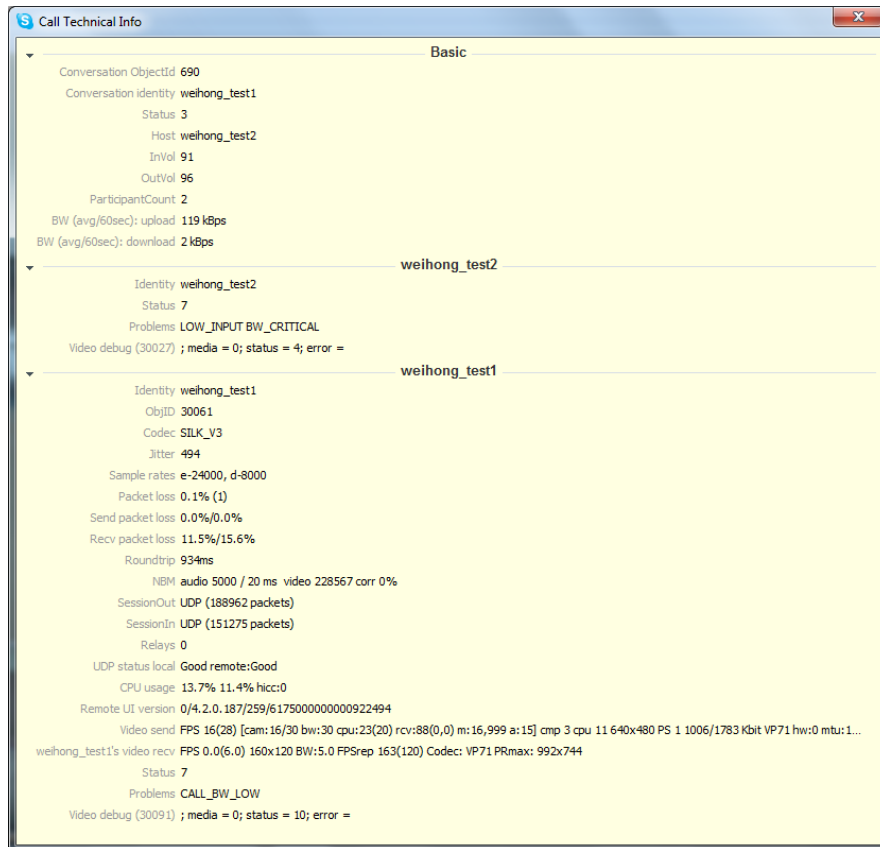 Call Technical Info
Basic
Conversation ObjectId 690
Conversation identity weihong_test1
Status 3
Host weihong_test2
InVol 91
OutVol 96
ParticipantCount 2
BW (avg/60sec): upload 119 kBps
BW (avg/60sec): download 2 kBps
weihong_test2
Identity weihong_test2
Status 7
Problems LOW_INPUT BW_CRITICAL
Video debug (30027) ; media = 0; status = 4; error =
weihong_test1
Identity weihong_test1
ObjID 30061
Codec SILK_V3
Jitter 494
Sample rates e-24000, d-8000
Packet loss 0.1% (1)
Send packet loss 0.0%/0.0%
Recv packet loss 11.5%/15.6%
Roundtrip 934ms
NBM audio 5000 / 20 ms video 228567 corr 0%
SessionOut UDP (188962 packets)
SessionIn UDP (151275 packets)
Relays 0
UDP status local Good remote:Good
CPU usage 13.7% 11.4% hicc:0
Remote UI version 0/4.2.0.187/259/6175000000000922494
Video send FPS 16(28) [cam:16/30 bw:30 cpu:23(20) rcv:88(0,0) m:16,999 a:15] cmp 3 cpu 11 640x480 PS 1 1006/1783 Kbit VP71 hw:0 mtu:1...
weihong_test1's video recv FPS 0.0(6.0) 160x120 BW:5.0 FPSrep 163(120) Codec: VP71 PRmax: 992x744
Status 7
Problems CALL_BW_LOW
Video debug (30091) ; media = 0; status = 10; error =